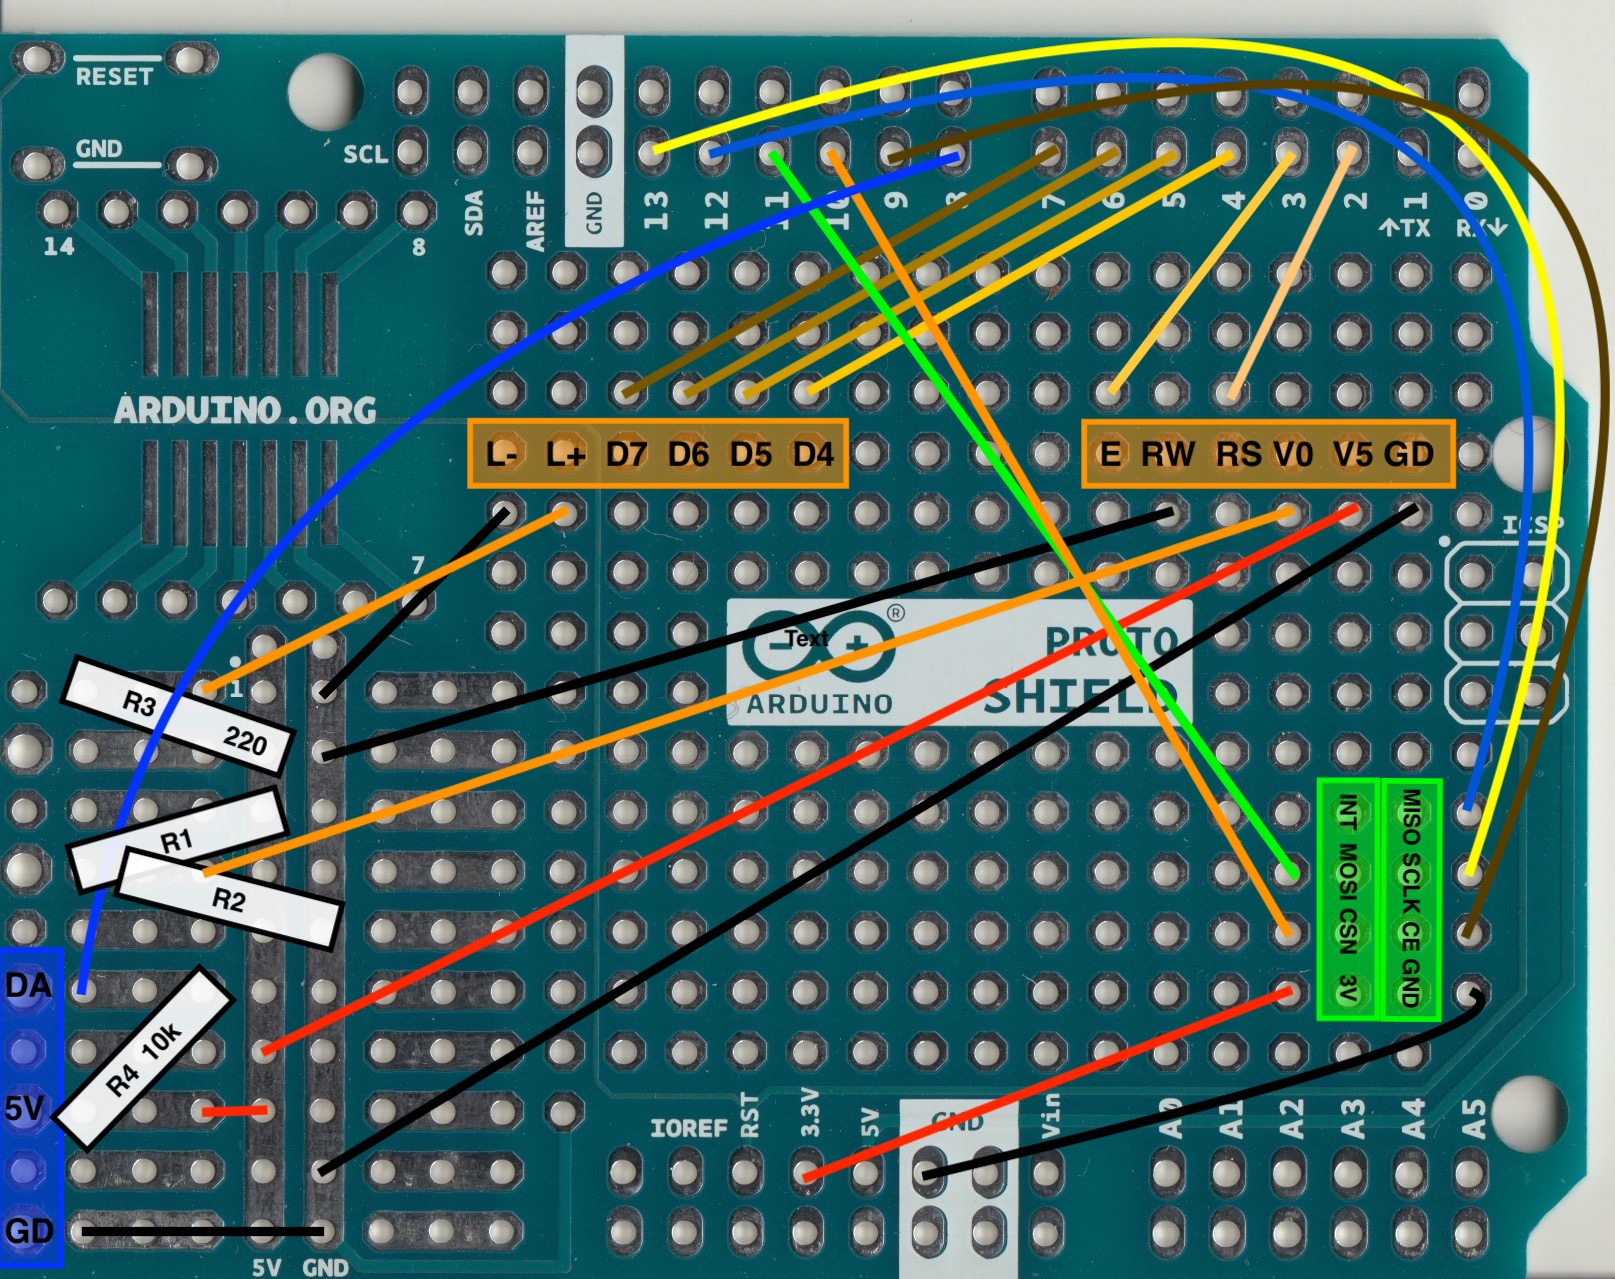 RESET
GND
SCL
SDA
AREF
GND
13
12
11
10
9
8
7
6
5
4
3
2
↑TX 1
RX↓ 0
14
8
ARDUINO.ORG
L- L+ D7 D6 D5 D4
E RW RS V0 V5 GD
7
ICSP
1
Text
®
ARDUINO
PROTO
SHIELD
R3 220
R1
R2
R4 10k
INT MOSI CSN 3V
MISO SCLK CE GND
DA
5V
GD
IOREF
RST
3.3V
5V
GND
Vin
A0
A1
A2
A3
A4
A5
5V GND